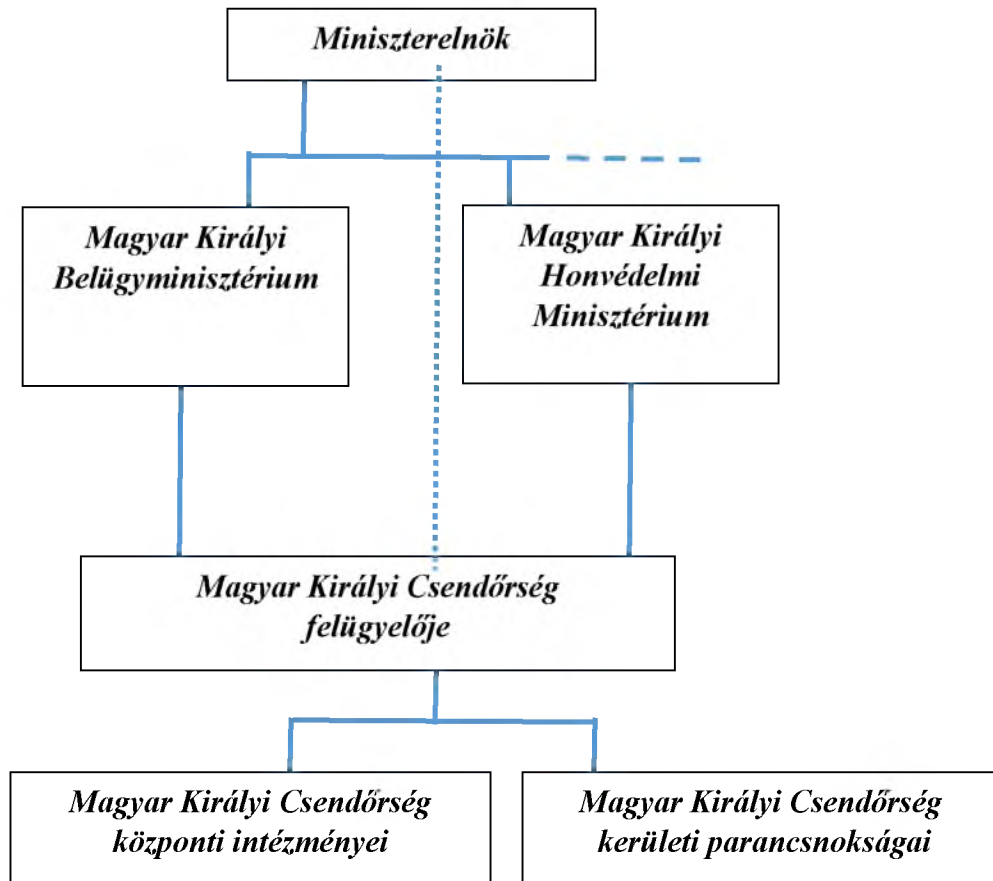 Miniszterelnök
Magyar Királyi
Belügyminisztérium
Magyar Királyi
Honvédelmi
Minisztérium
Magyar Királyi Csendőrség
felügyelője
Magyar Királyi Csendőrség
központi intézményei
Magyar Királyi Csendőrség
kerületi parancsnokságai